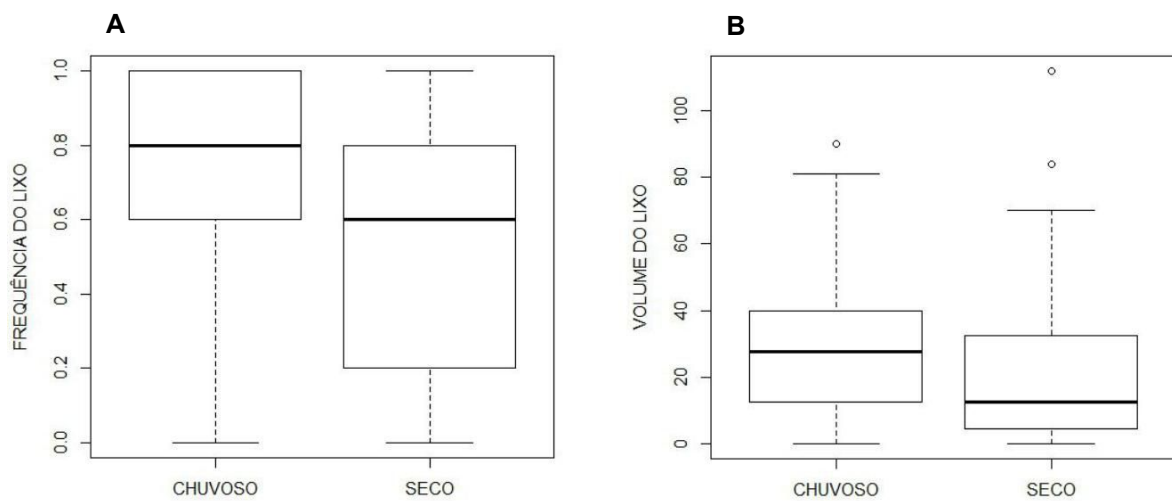 A
FREQUÊNCIA DO LIXO
1.0
0.8
0.6
0.4
0.2
0.0
CHUVOSO SECO
B
VOLUME DO LIXO
100
80
60
40
20
0
CHUVOSO SECO